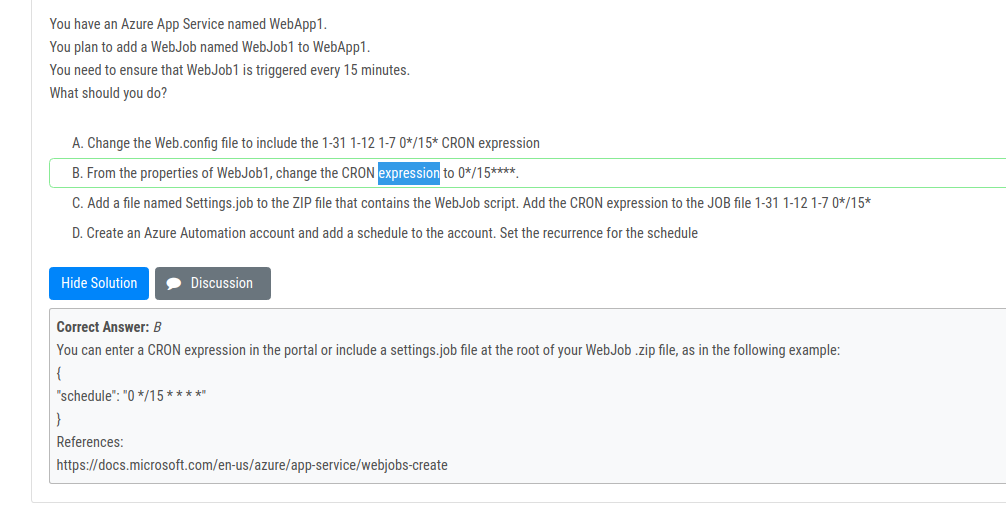 You have an Azure App Service named WebApp1.
You plan to add a WebJob named WebJob1 to WebApp1.
You need to ensure that WebJob1 is triggered every 15 minutes.
What should you do?
A. Change the Web.config file to include the 1-31 1-12 1-7 0*/15* CRON expression
B. From the properties of WebJob1, change the CRON expression to 0*/15****.
C. Add a file named Settings.job to the ZIP file that contains the WebJob script. Add the CRON expression to the JOB file 1-31 1-12 1-7 0*/15*
D. Create an Azure Automation account and add a schedule to the account. Set the recurrence for the schedule
Hide Solution Discussion
Correct Answer: B
You can enter a CRON expression in the portal or include a settings.job file at the root of your WebJob .zip file, as in the following example:
{
"schedule": "0 */15 * * * *"
}
References:
https://docs.microsoft.com/en-us/azure/app-service/webjobs-create